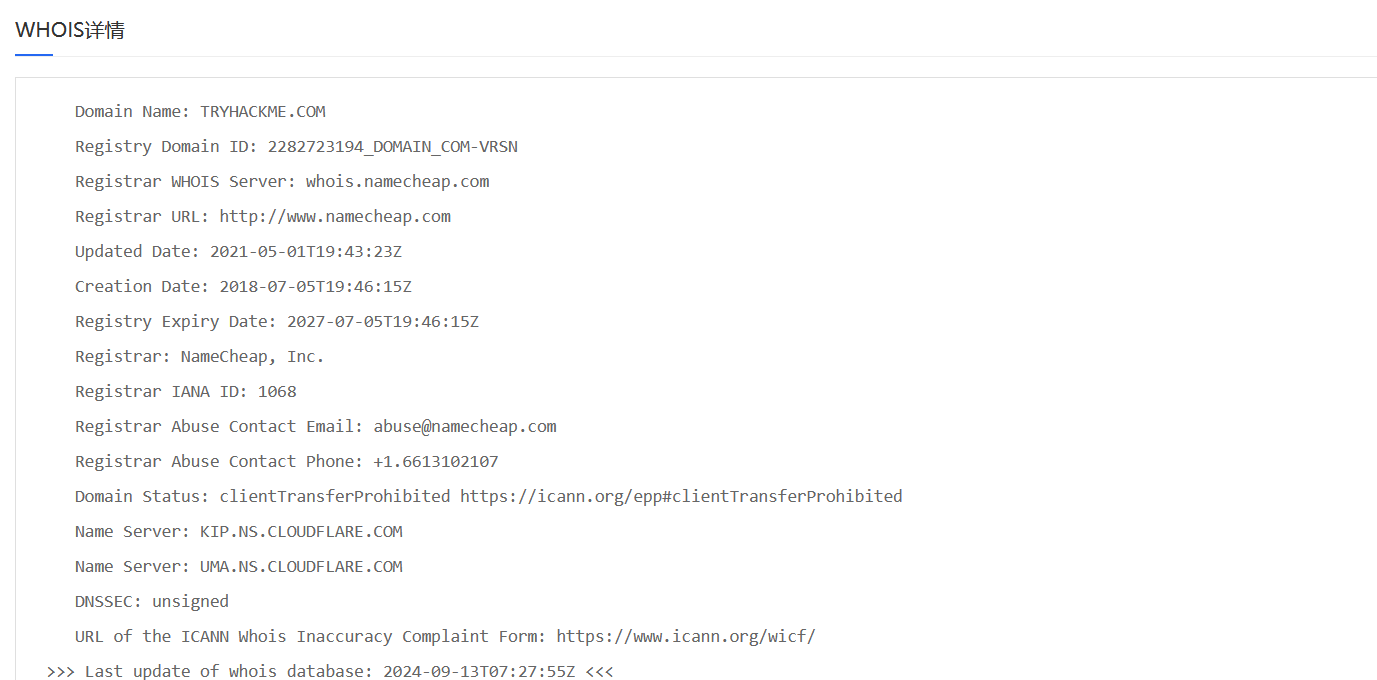 WHOIS详情
Domain Name: TRYHACKME.COM
Registry Domain ID: 2282723194_DOMAIN_COM-VRSN
Registrar WHOIS Server: whois.namecheap.com
Registrar URL: http://www.namecheap.com
Updated Date: 2021-05-01T19:43:23Z
Creation Date: 2018-07-05T19:46:15Z
Registry Expiry Date: 2027-07-05T19:46:15Z
Registrar: NameCheap, Inc.
Registrar IANA ID: 1068
Registrar Abuse Contact Email: abuse@namecheap.com
Registrar Abuse Contact Phone: +1.6613102107
Domain Status: clientTransferProhibited https://icann.org/epp#clientTransferProhibited
Name Server: KIP.NS.CLOUDFLARE.COM
Name Server: UMA.NS.CLOUDFLARE.COM
DNSSEC: unsigned
URL of the ICANN Whois Inaccuracy Complaint Form: https://www.icann.org/wicf/
>>> Last update of whois database: 2024-09-13T07:27:55Z <<<